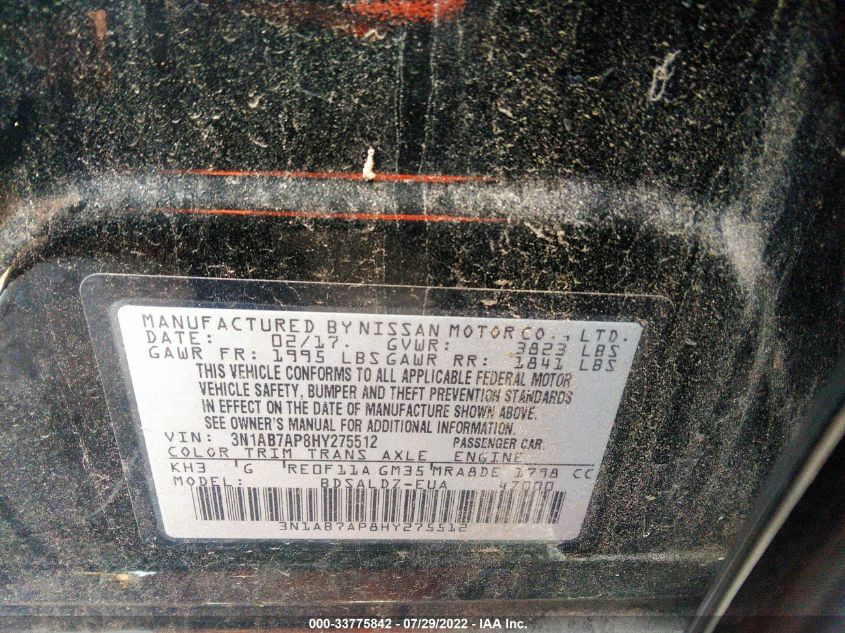 MANUFACTURED BY NISSAN MOTOR CO., LTD.
DATE: 02/17. GVWR: 3823 LBS
GAWR FR: 1995 LBS GAWR RR: 1841 LBS
THIS VEHICLE CONFORMS TO ALL APPLICABLE FEDERAL MOTOR
VEHICLE SAFETY, BUMPER AND THEFT PREVENTION STANDARDS
IN EFFECT ON THE DATE OF MANUFACTURE SHOWN ABOVE.
SEE OWNER'S MANUAL FOR ADDITIONAL INFORMATION.
VIN: 3N1AB7AP8HY275512 PASSENGER CAR
COLOR TRIM TRANS AXLE ENGINE
KH3 G RE0F11A GM35 MRA8DE 1798 CC
MODEL: BDSALDZ-EUA 47000
3N1AB7AP8HY275512
000-33775842 / 07/29/2022 - IAA Inc.